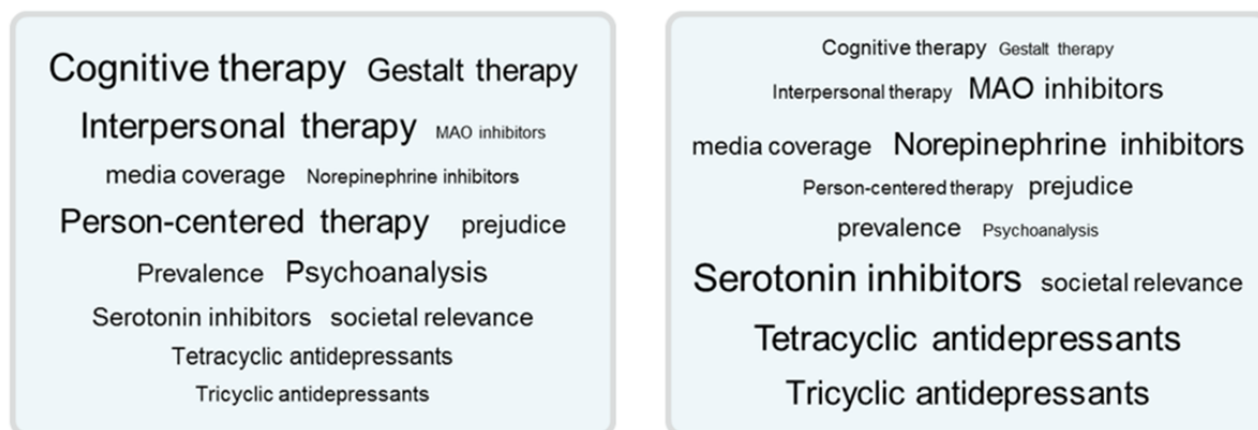 Cognitive therapy Gestalt therapy
Interpersonal therapy MAO inhibitors
media coverage Norepinephrine inhibitors
Person-centered therapy prejudice
Prevalence Psychoanalysis
Serotonin inhibitors societal relevance
Tetracyclic antidepressants
Tricyclic antidepressants
Cognitive therapy Gestalt therapy
Interpersonal therapy MAO inhibitors
media coverage Norepinephrine inhibitors
Person-centered therapy prejudice
prevalence Psychoanalysis
Serotonin inhibitors societal relevance
Tetracyclic antidepressants
Tricyclic antidepressants